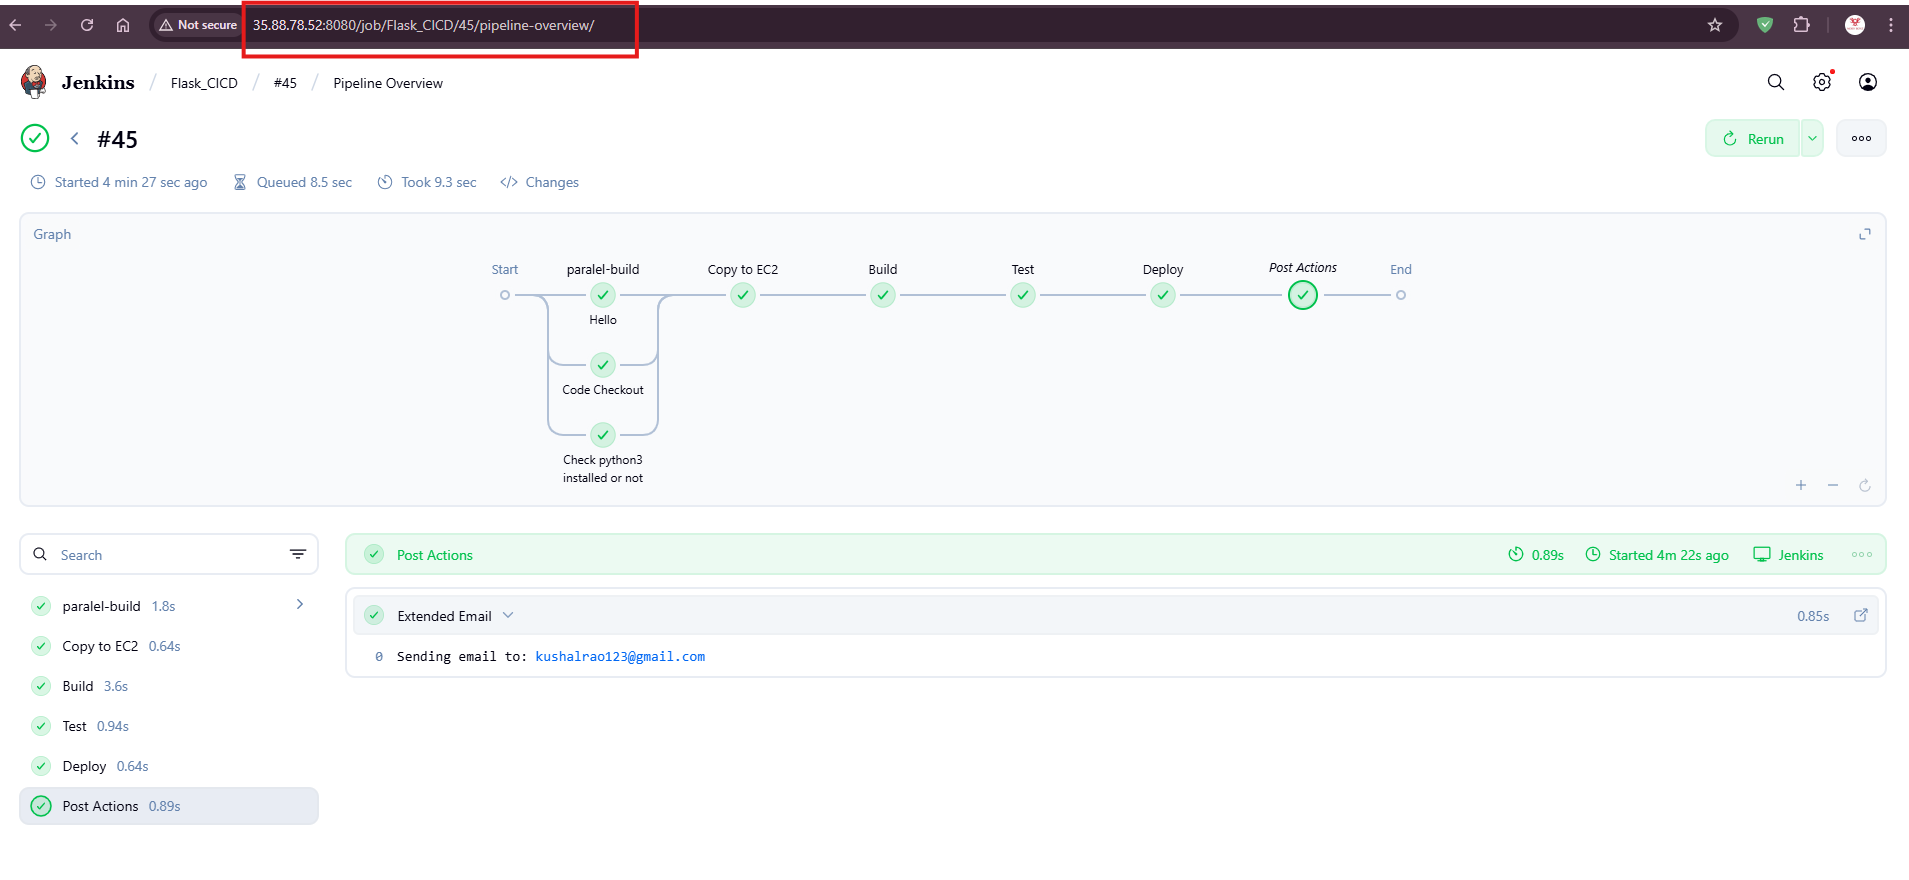 Not secure 35.88.78.52:8080/job/Flask_CICD/45/pipeline-overview/
Jenkins / Flask_CICD / #45 / Pipeline Overview
#45
Rerun
Started 4 min 27 sec ago Queued 8.5 sec Took 9.3 sec </> Changes
Graph
Start paralel-build Copy to EC2 Build Test Deploy Post Actions End
Hello
Code Checkout
Check python3
installed or not
Search
Post Actions 0.89s Started 4m 22s ago Jenkins
paralel-build 1.8s
Extended Email 0.85s
Copy to EC2 0.64s
0 Sending email to: kushalrao123@gmail.com
Build 3.6s
Test 0.94s
Deploy 0.64s
Post Actions 0.89s